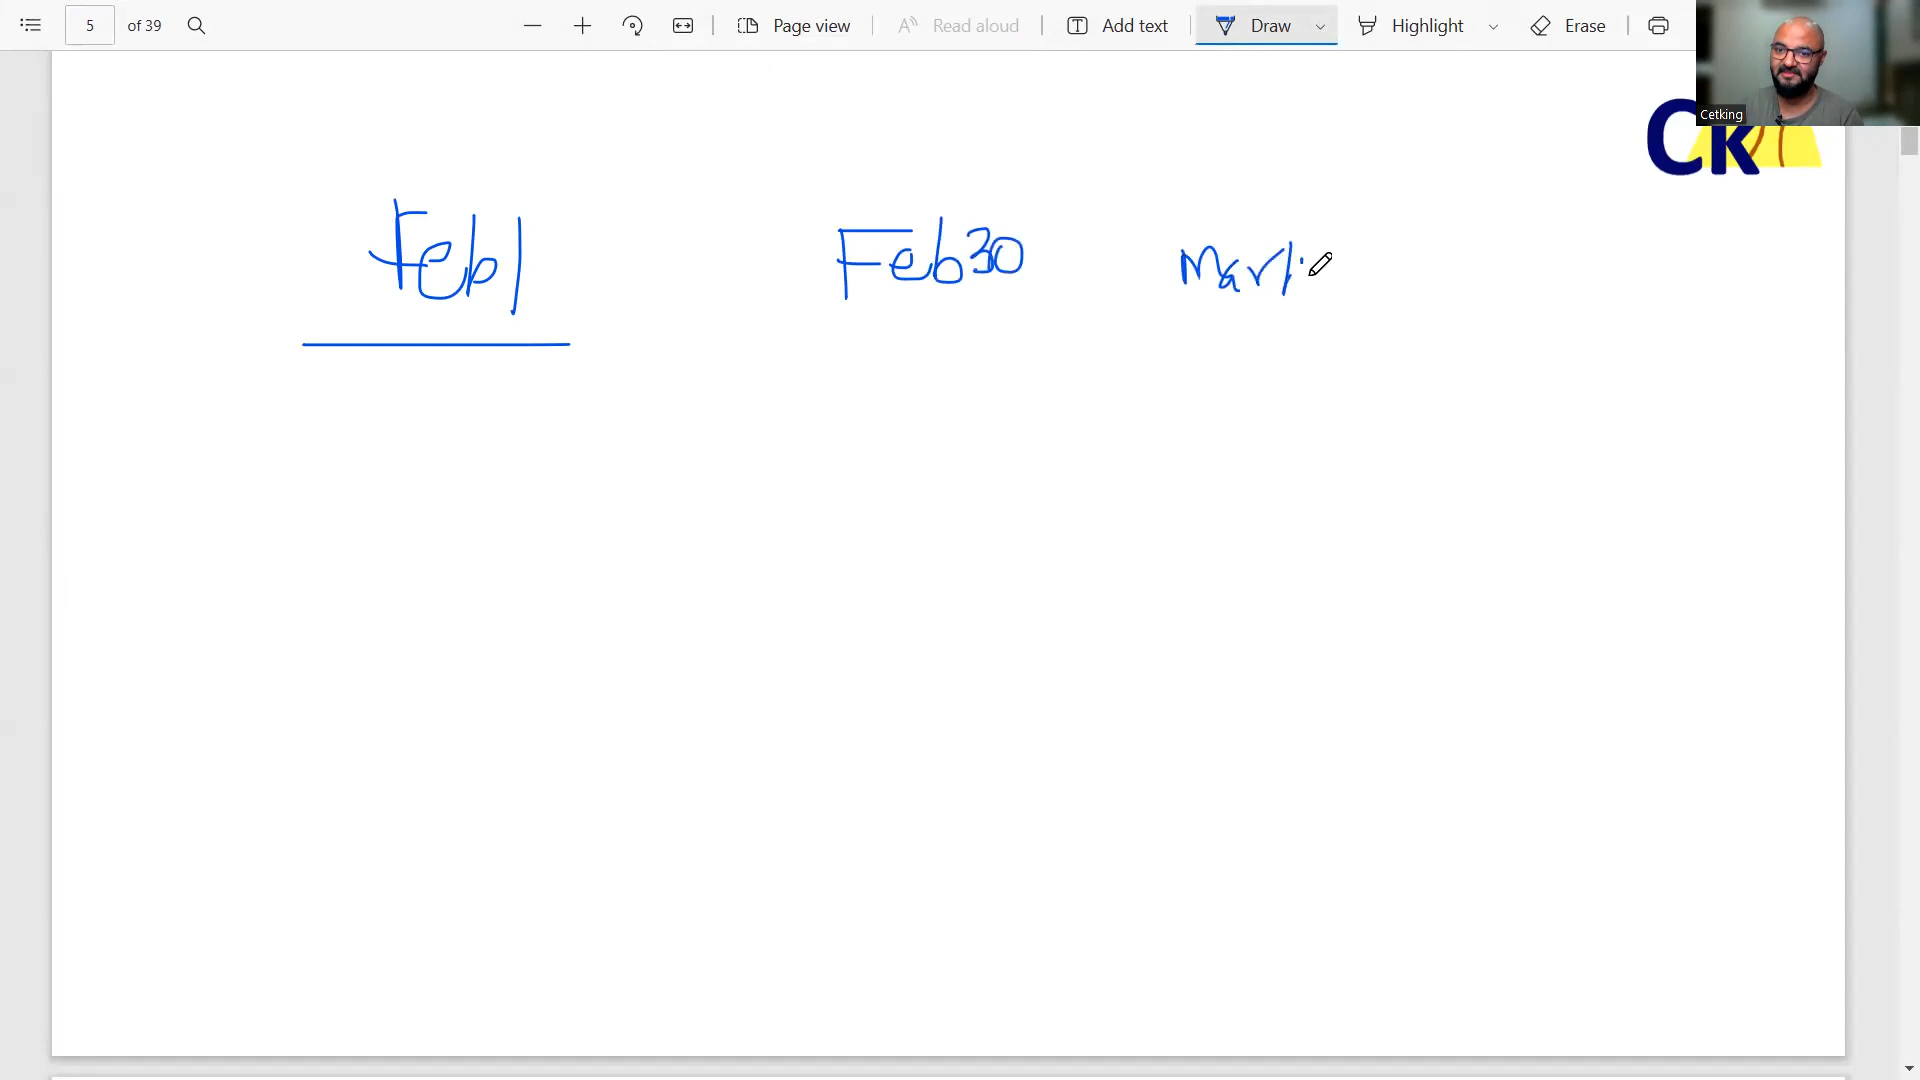 5 of 39 Page view Read aloud Add text Draw Highlight Erase
Cetking
CK
Feb 1 Feb 30 Mar 1